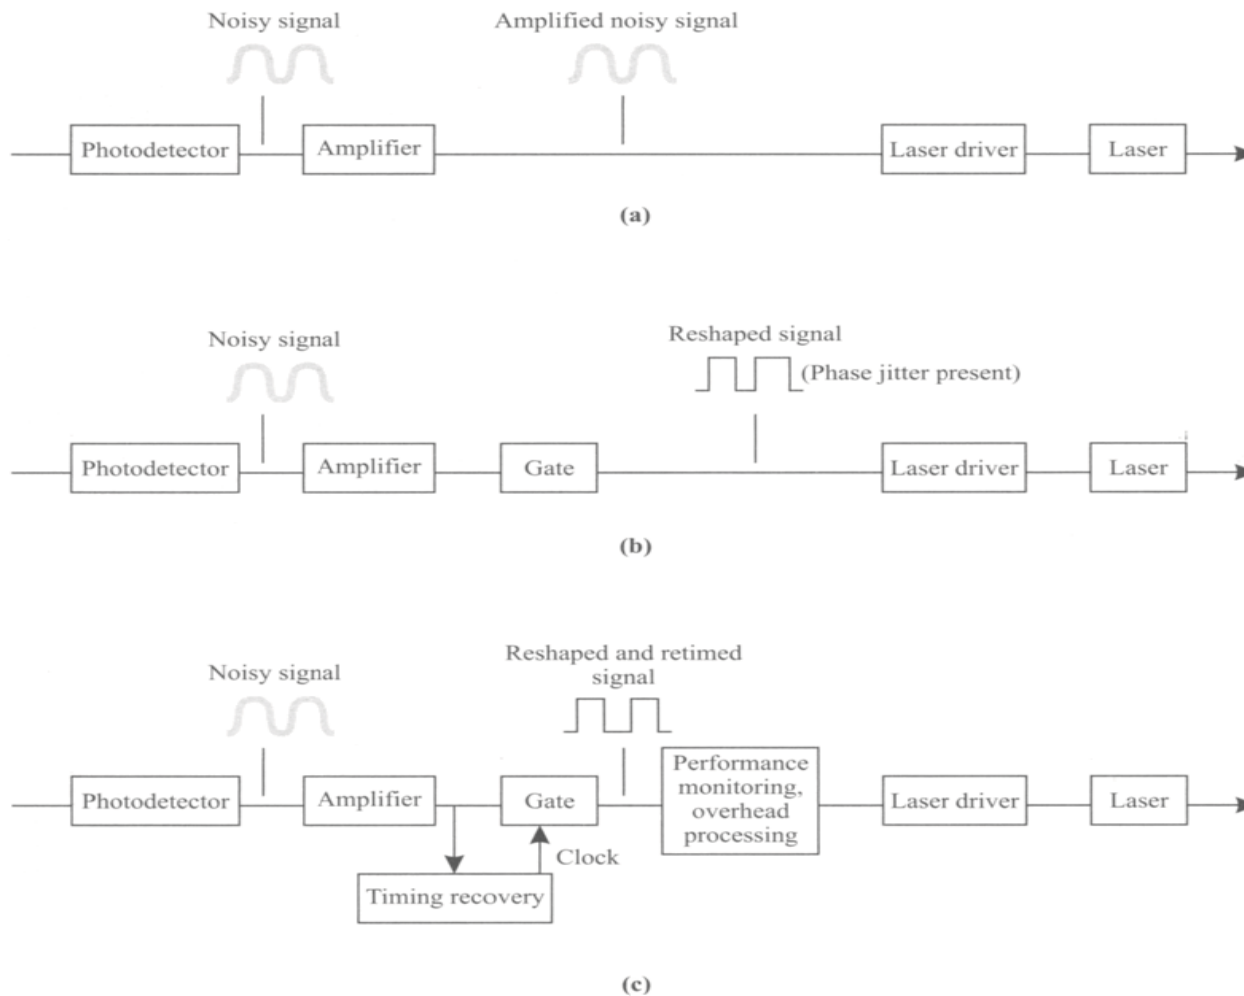 Noisy signal
Amplified noisy signal
Photodetector
Amplifier
Laser driver
Laser
(a)
Noisy signal
Reshaped signal
(Phase jitter present)
Photodetector
Amplifier
Gate
Laser driver
Laser
(b)
Noisy signal
Reshaped and retimed
signal
Photodetector
Amplifier
Gate
Performance
monitoring,
overhead
processing
Laser driver
Laser
Clock
Timing recovery
(c)